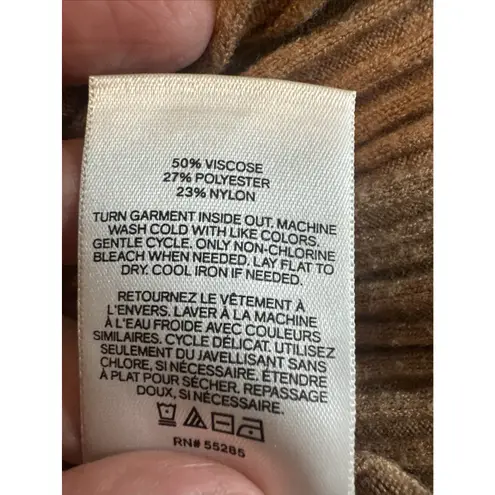 50% VISCOSE
27% POLYESTER
23% NYLON
TURN GARMENT INSIDE OUT. MACHINE
WASH COLD WITH LIKE COLORS.
GENTLE CYCLE. ONLY NON-CHLORINE
BLEACH WHEN NEEDED. LAY FLAT TO
DRY. COOL IRON IF NEEDED.
RETOURNEZ LE VÊTEMENT À
L'ENVERS. LAVER À LA MACHINE
À L'EAU FROIDE AVEC COULEURS
SIMILAIRES. CYCLE DÉLICAT. UTILISEZ
SEULEMENT DU JAVELLISANT SANS
CHLORE, SI NÉCESSAIRE. ÉTENDRE
À PLAT POUR SÉCHER. REPASSAGE
DOUX, SI NÉCESSAIRE.
RN# 55285